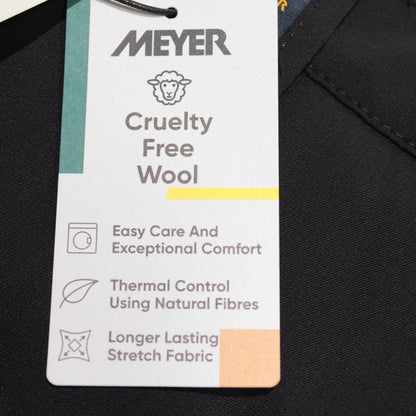 MEYER
Cruelty
Free
Wool
Easy Care And
Exceptional Comfort
Thermal Control
Using Natural Fibres
Longer Lasting
Stretch Fabric